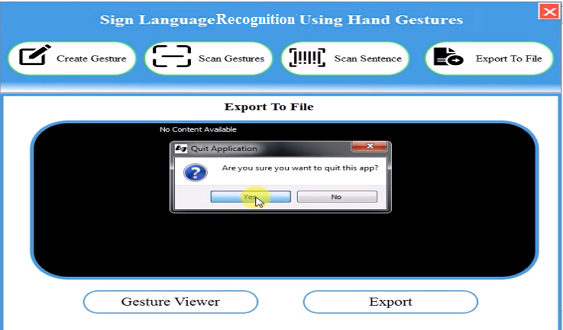 Sign LanguageRecognition Using Hand Gestures
Create Gesture
Scan Gestures
Scan Sentence
Export To File
Export To File
No Content Available
Quit Application
Are you sure you want to quit this app?
Yes
No
Gesture Viewer
Export